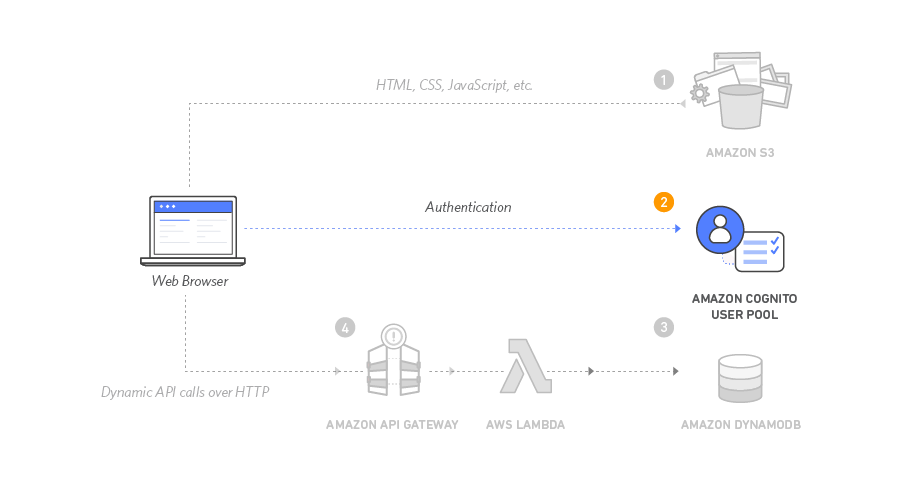 HTML, CSS, JavaScript, etc.
1
AMAZON S3
Authentication
2
Web Browser
AMAZON COGNITO
USER POOL
4
3
Dynamic API calls over HTTP
AMAZON API GATEWAY
AWS LAMBDA
AMAZON DYNAMODB